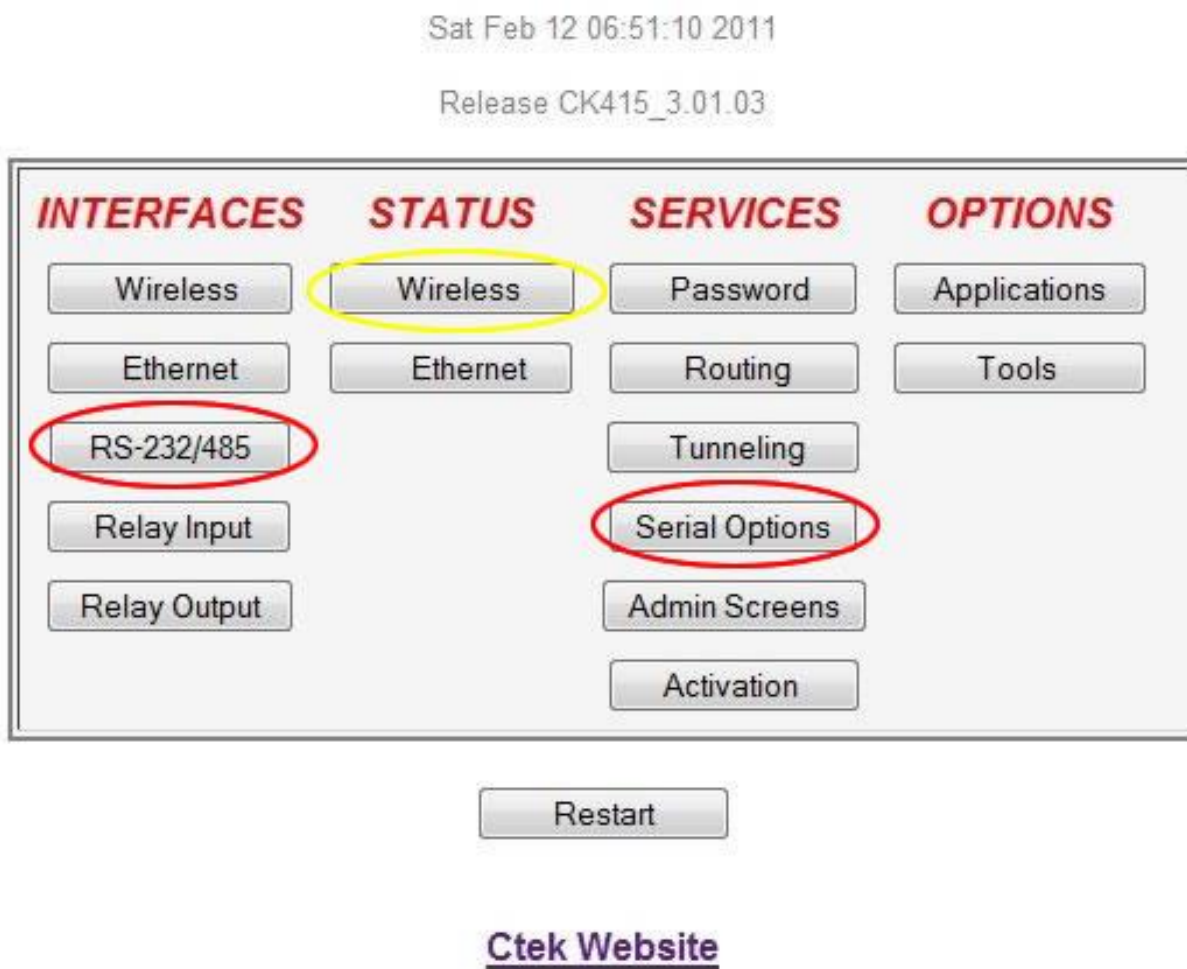 Sat Feb 12 06:51:10 2011
Release CK415_3.01.03
INTERFACES STATUS SERVICES OPTIONS
Wireless Wireless Password Applications
Ethernet Ethernet Routing Tools
RS-232/485 Tunneling
Relay Input Serial Options
Relay Output Admin Screens
Activation
Restart
Ctek Website